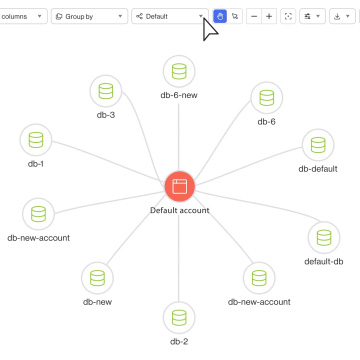 columns Group by Default
db-6-new
db-3 db-6
db-1 db-default
Default account
db-new-account default-db
db-new db-new-account
db-2